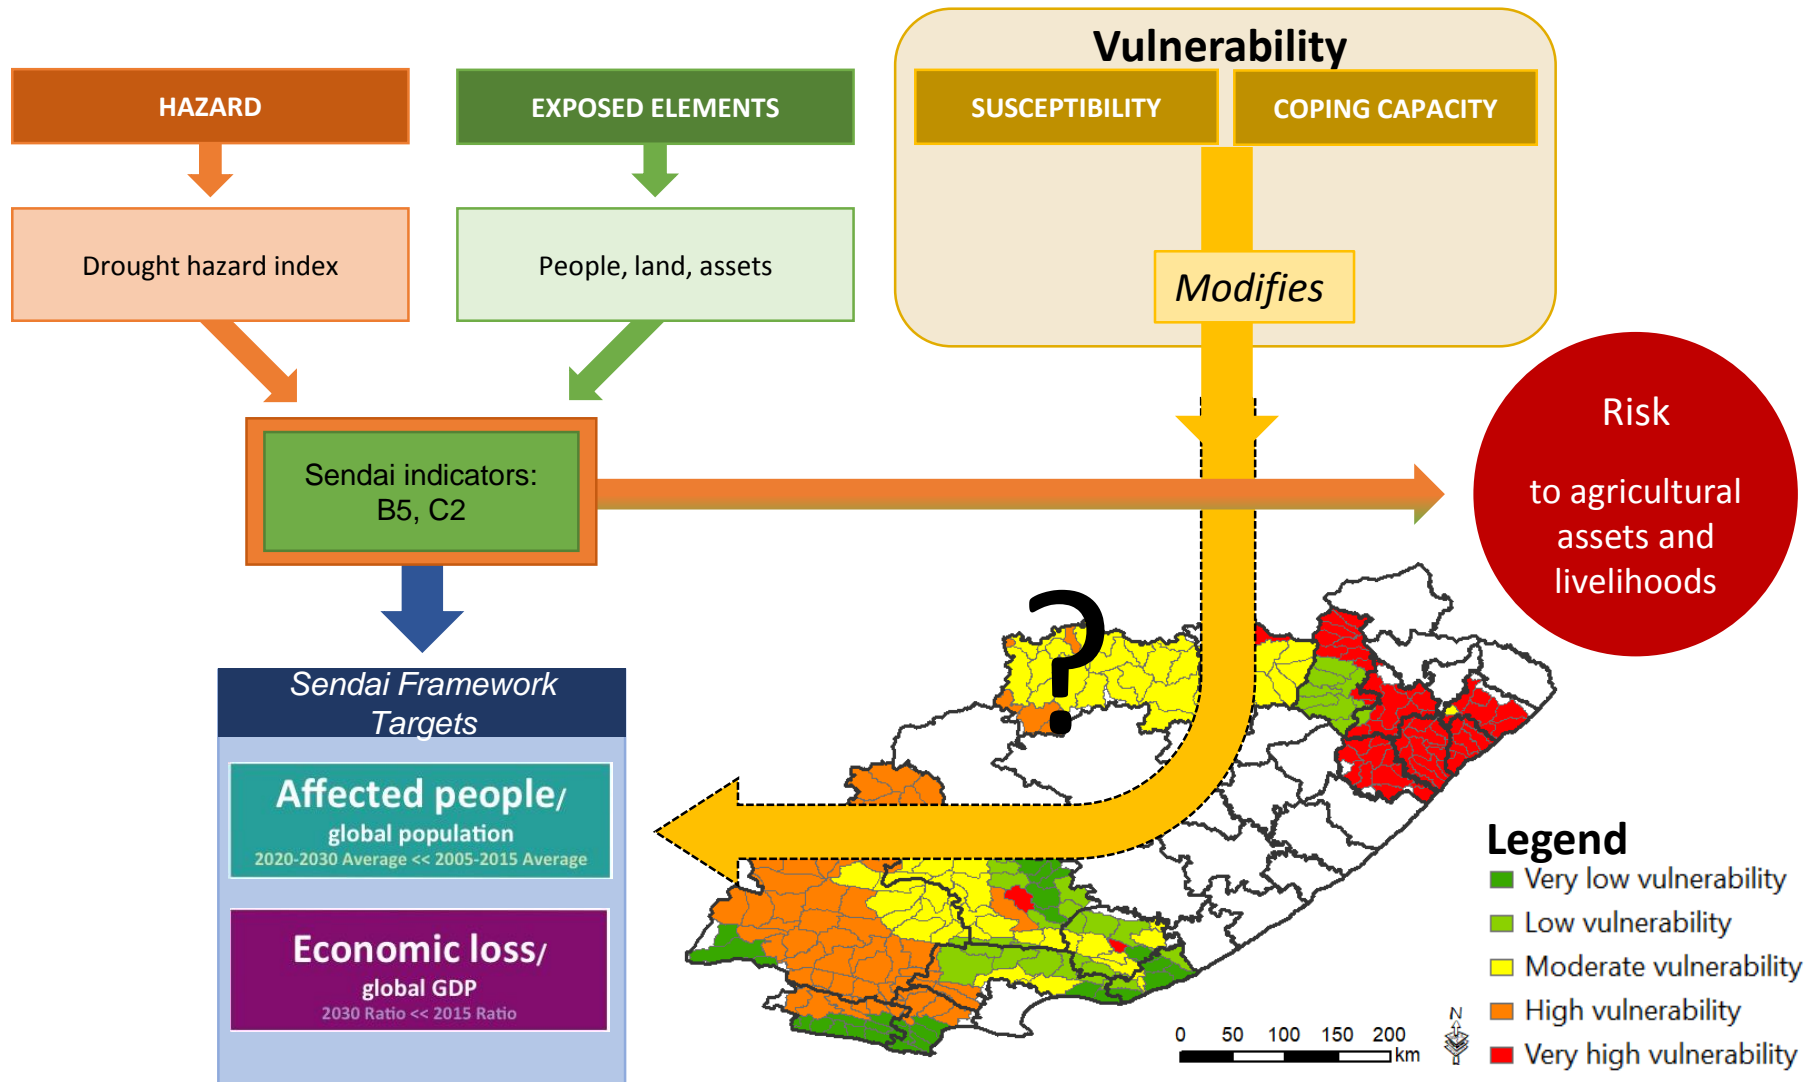 Vulnerability
HAZARD
EXPOSED ELEMENTS
SUSCEPTIBILITY
COPING CAPACITY
Drought hazard index
People, land, assets
Modifies
Risk
to agricultural
assets and
livelihoods
Sendai indicators:
B5, C2
?
Sendai Framework
Targets
Affected people/
global population
2020-2030 Average << 2005-2015 Average
Economic loss/
global GDP
2030 Ratio << 2015 Ratio
Legend
Very low vulnerability
Low vulnerability
Moderate vulnerability
High vulnerability
Very high vulnerability
0 50 100 150 200
km
N